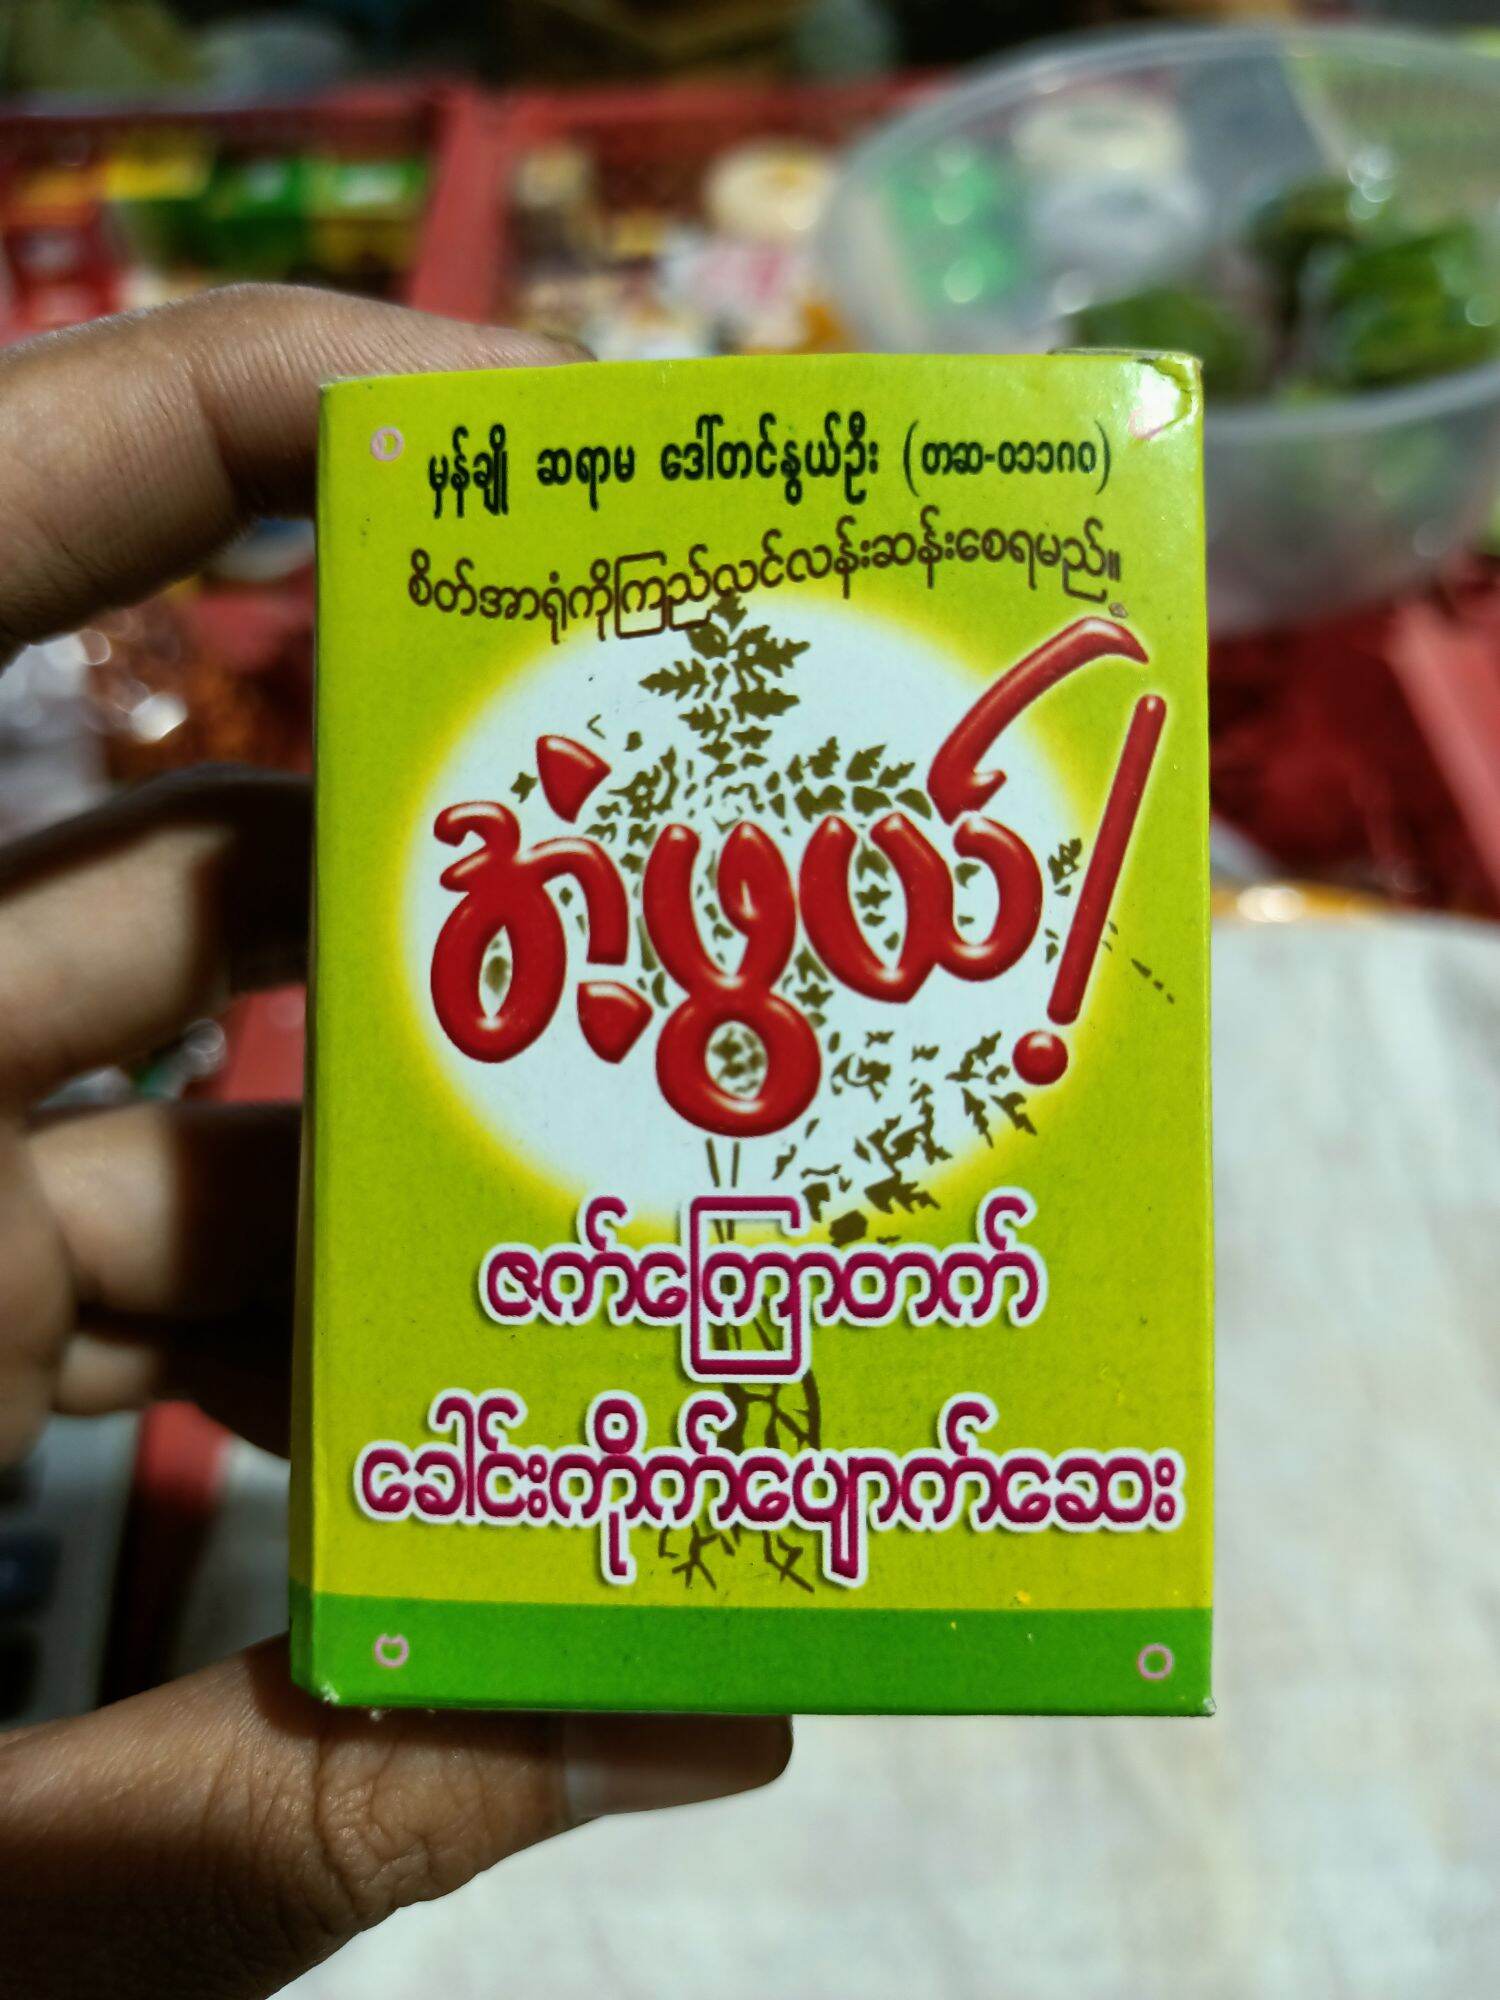 မှန်ချို ဆရာမ ဒေါ်တင်နွယ်ဦး (တဆ-၀၁၁၈၀)
စိတ်အာရုံကိုကြည်လင်လန်းဆန်းစေရမည်။
အံ့ဖွယ်!
ဇက်ကြောတက်
ခေါင်းကိုက်ပျောက်ဆေး